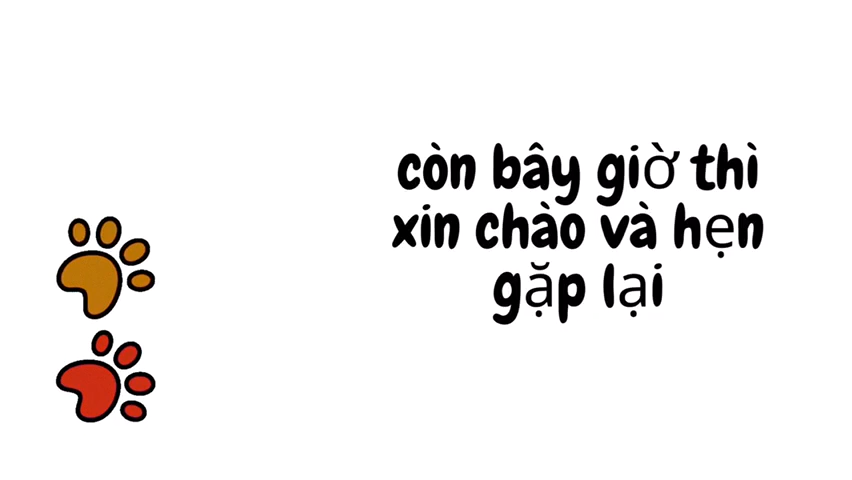 còn bây giờ thì
xin chào và hẹn
gặp lại